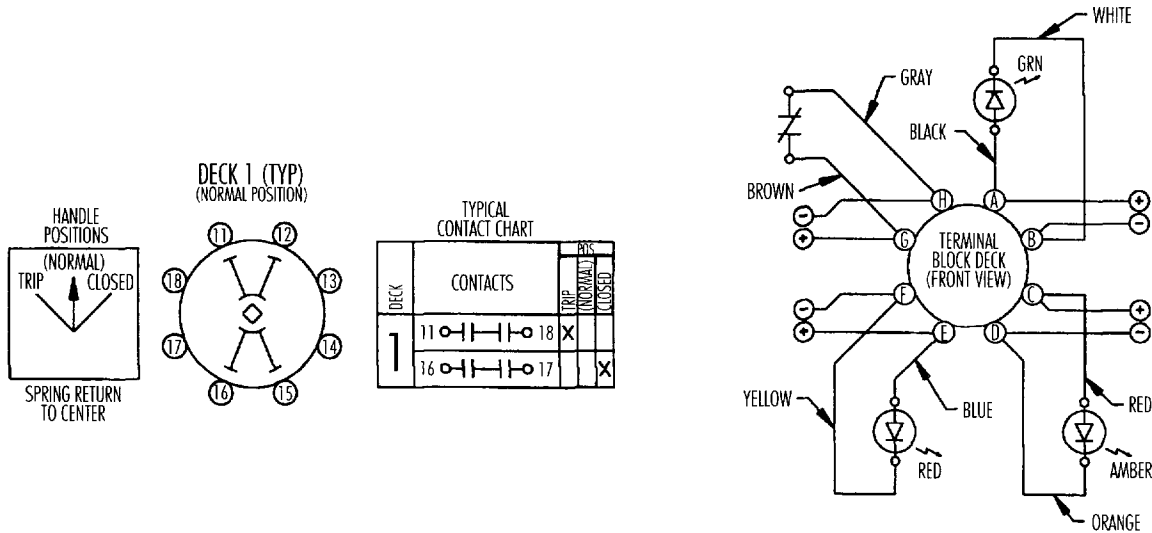 HANDLE
POSITIONS
(NORMAL)
TRIP
CLOSED
SPRING RETURN
TO CENTER
DECK 1 (TYP)
(NORMAL POSITION)
11
12
18
13
17
14
16
15
TYPICAL
CONTACT CHART
POS
DECK
CONTACTS
TRIP
(NORMAL)
CLOSED
1
11 18 X
16 17 X
WHITE
GRN
GRAY
BLACK
BROWN
H
A
- +
G
B
+ -
TERMINAL
BLOCK DECK
(FRONT VIEW)
F
C
- +
E
D
+ -
YELLOW
BLUE
RED
RED
AMBER
ORANGE